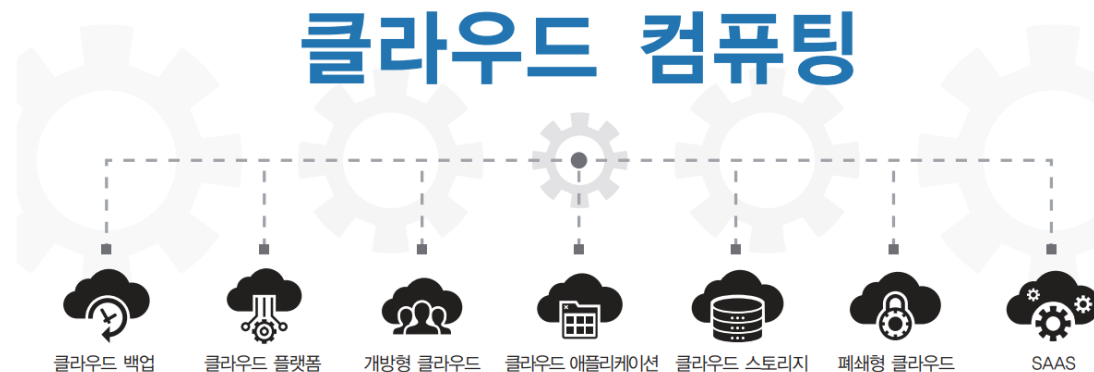 클라우드 컴퓨팅
클라우드 백업
클라우드 플랫폼
개방형 클라우드
클라우드 애플리케이션
클라우드 스토리지
폐쇄형 클라우드
SAAS